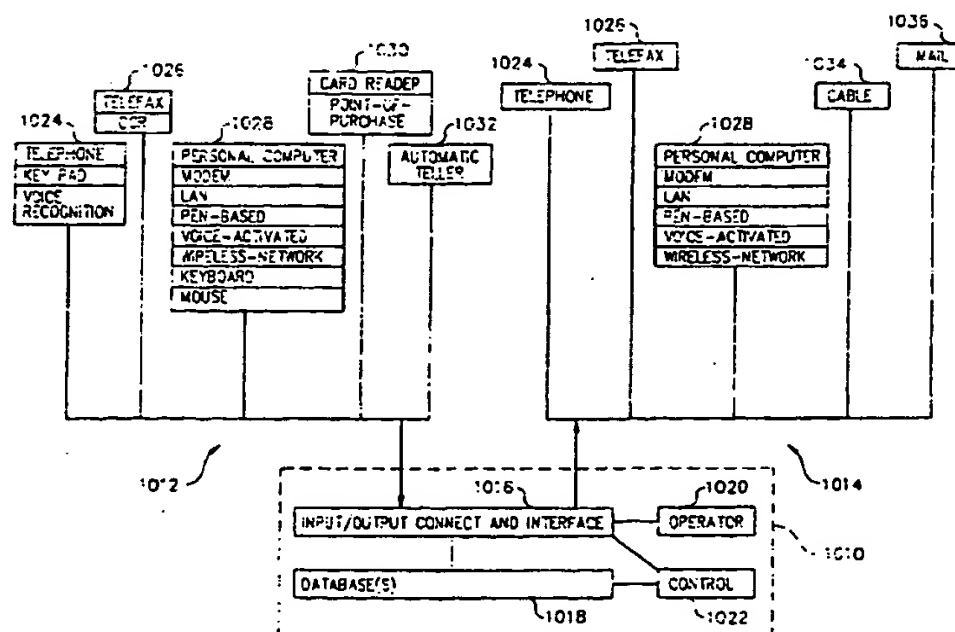 1024
TELEPHONE
KEY PAD
VOICE
RECOGNITION
1026
TELEFAX
OCR
1028
PERSONAL COMPUTER
MODEM
LAN
PEN-BASED
VOICE-ACTIVATED
WIRELESS-NETWORK
KEYBOARD
MOUSE
1030
CARD READER
POINT-OF-
PURCHASE
1032
AUTOMATIC
TELLER
1024
TELEPHONE
1026
TELEFAX
1028
PERSONAL COMPUTER
MODEM
LAN
PEN-BASED
VOICE-ACTIVATED
WIRELESS-NETWORK
1034
CABLE
1036
MAIL
1012
1014
1016
INPUT/OUTPUT CONNECT AND INTERFACE
1020
OPERATOR
1010
DATABASE(S)
1018
CONTROL
1022